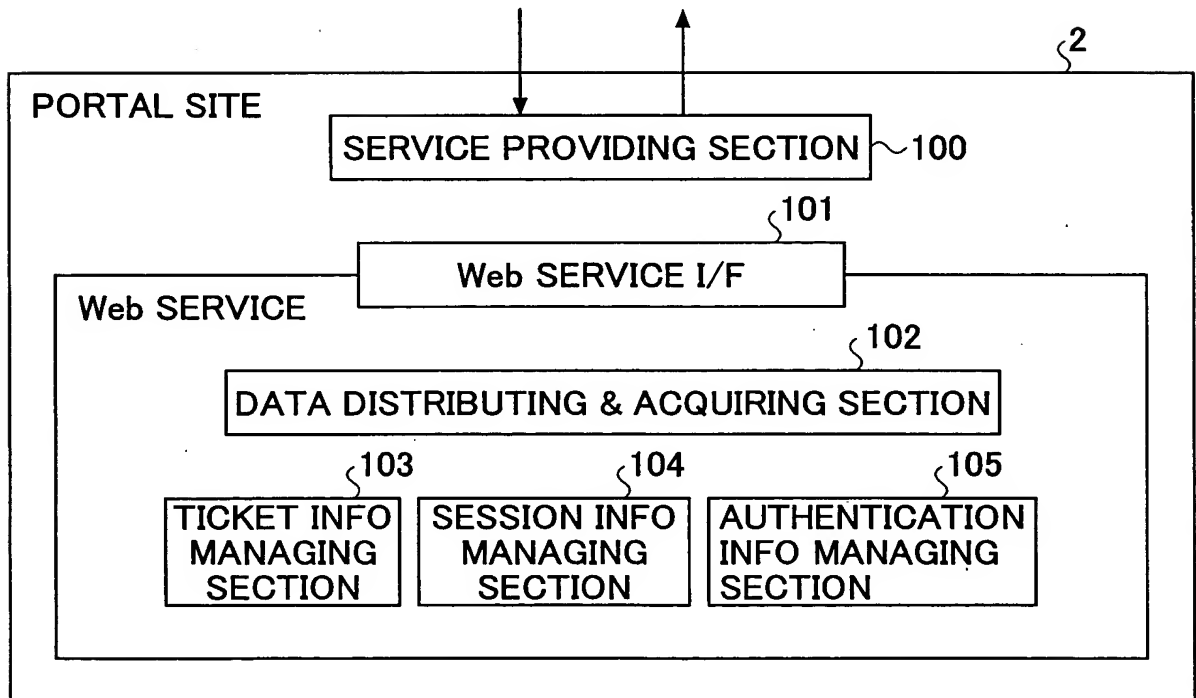 2
PORTAL SITE
SERVICE PROVIDING SECTION
100
101
Web SERVICE I/F
Web SERVICE
102
DATA DISTRIBUTING & ACQUIRING SECTION
103
104
105
TICKET INFO
MANAGING
SECTION
SESSION INFO
MANAGING
SECTION
AUTHENTICATION
INFO MANAGING
SECTION